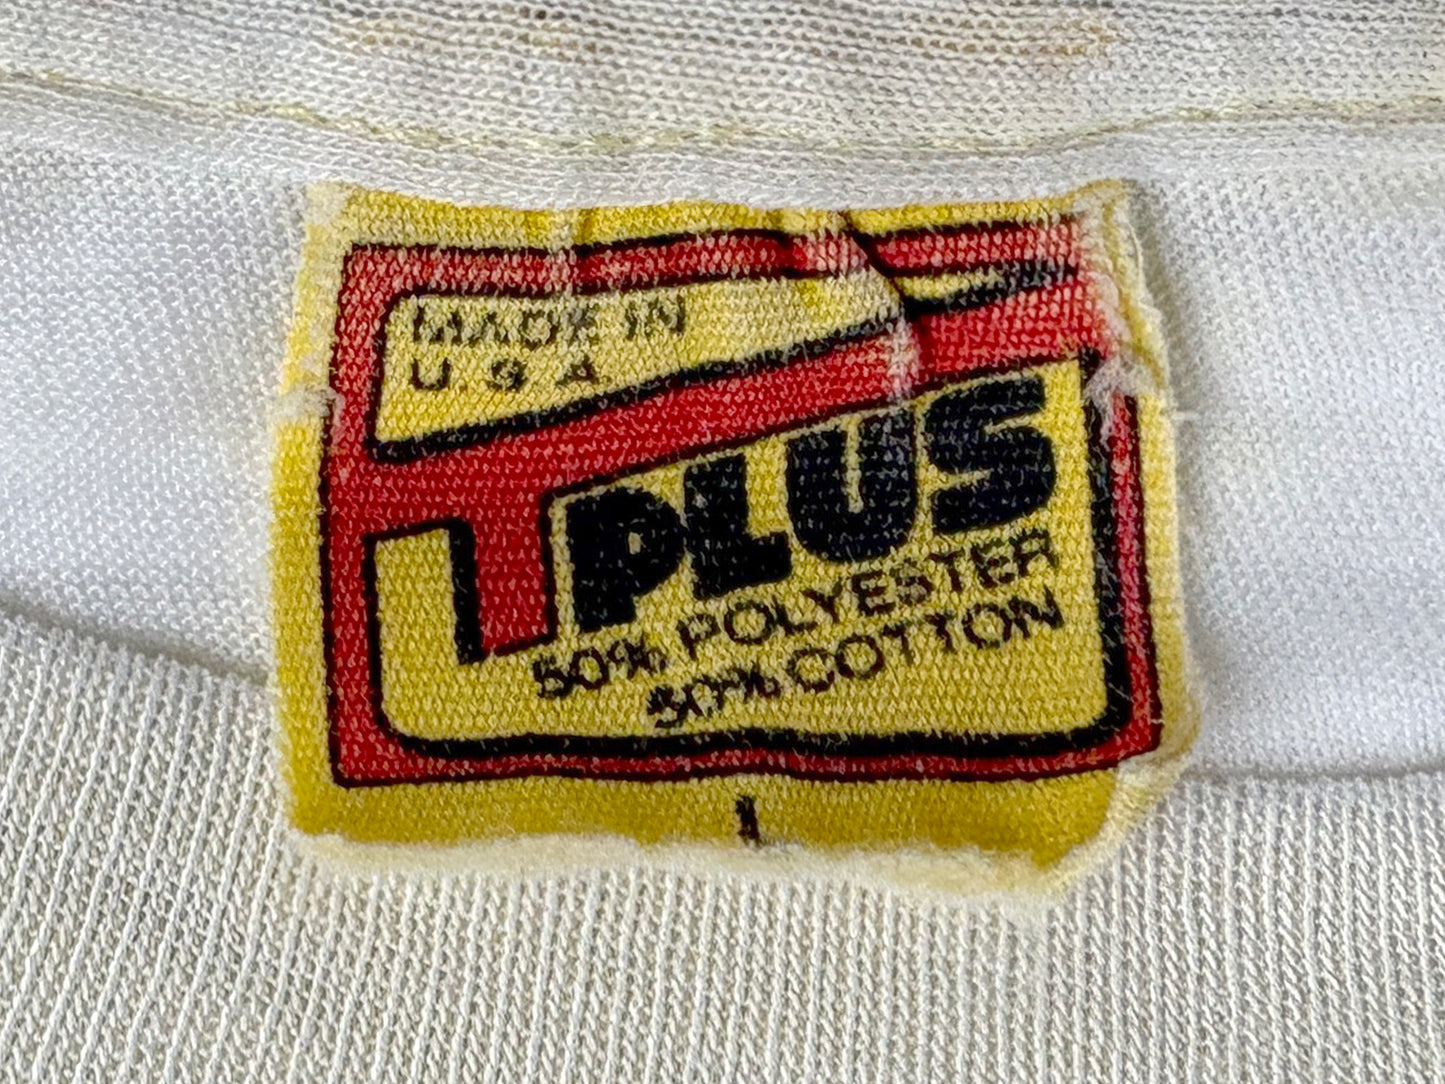 MADE IN
U.S.A
T PLUS
50% POLYESTER
50% COTTON